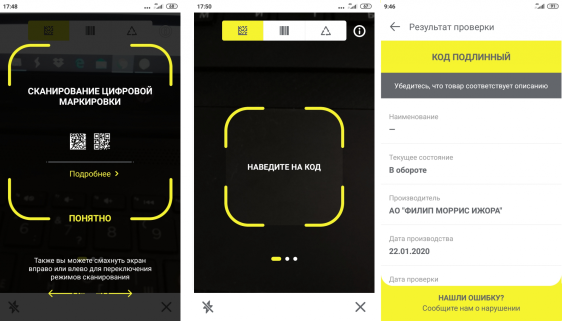 17:48
СКАНИРОВАНИЕ ЦИФРОВОЙ
МАРКИРОВКИ
Подробнее >
ПОНЯТНО
Также вы можете смахнуть экран
вправо или влево для переключения
режимов сканирования
17:50
НАВЕДИТЕ НА КОД
9:46
Результат проверки
КОД ПОДЛИННЫЙ
Убедитесь, что товар соответствует описанию
Наименование
—
Текущее состояние
В обороте
Производитель
АО "ФИЛИП МОРРИС ИЖОРА"
Дата производства
22.01.2020
Дата проверки
НАШЛИ ОШИБКУ?
Сообщите нам о нарушении